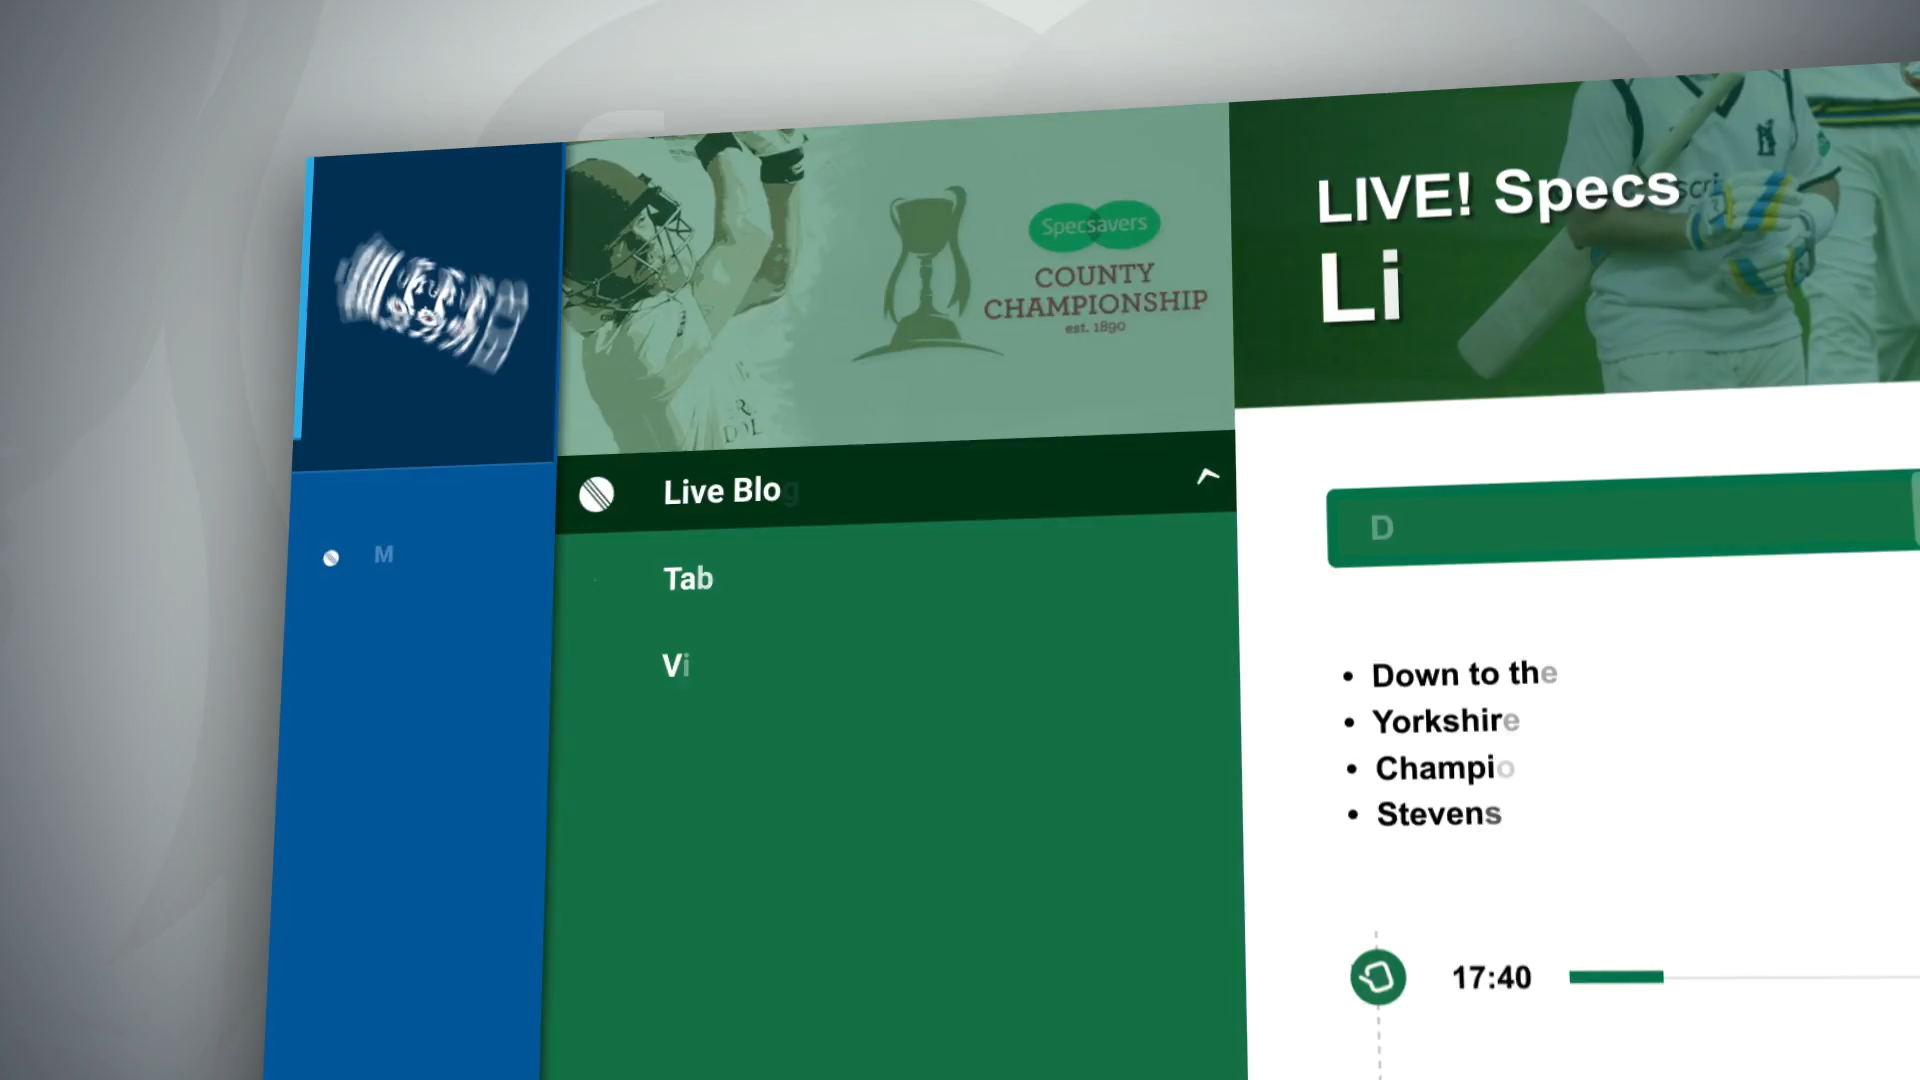 Specsavers
COUNTY
CHAMPIONSHIP
est. 1890
LIVE! Specs
Li
Live Blog
Tab
Vi
M
D
• Down to the
• Yorkshire
• Champio
• Stevens
17:40